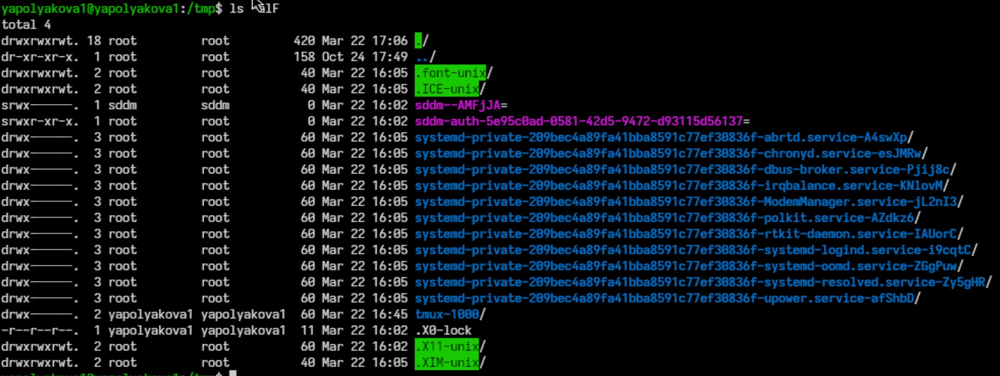 yapolyakova1@yapolyakova1:/tmp$ ls -alF
total 4
drwxrwxrwt. 18 root root 420 Mar 22 17:06 ./
dr-xr-xr-x. 1 root root 158 Oct 24 17:49 ../
drwxrwxrwt. 2 root root 40 Mar 22 16:05 .font-unix/
drwxrwxrwt. 2 root root 40 Mar 22 16:05 .ICE-unix/
srwx------. 1 sddm sddm 0 Mar 22 16:02 sddm--AMFjJA=
srwxr-xr-x. 1 root root 0 Mar 22 16:02 sddm-auth-5e95c0ad-0581-42d5-9472-d93115d56137=
drwx------. 3 root root 60 Mar 22 16:05 systemd-private-209bec4a89fa41bba8591c77ef30836f-abrtd.service-A4swXp/
drwx------. 3 root root 60 Mar 22 16:05 systemd-private-209bec4a89fa41bba8591c77ef30836f-chronyd.service-esJMRw/
drwx------. 3 root root 60 Mar 22 16:05 systemd-private-209bec4a89fa41bba8591c77ef30836f-dbus-broker.service-Pjij8c/
drwx------. 3 root root 60 Mar 22 16:05 systemd-private-209bec4a89fa41bba8591c77ef30836f-irqbalance.service-KNlovM/
drwx------. 3 root root 60 Mar 22 16:05 systemd-private-209bec4a89fa41bba8591c77ef30836f-ModemManager.service-jL2nI3/
drwx------. 3 root root 60 Mar 22 16:05 systemd-private-209bec4a89fa41bba8591c77ef30836f-polkit.service-AZdkz6/
drwx------. 3 root root 60 Mar 22 16:05 systemd-private-209bec4a89fa41bba8591c77ef30836f-rtkit-daemon.service-IAUorC/
drwx------. 3 root root 60 Mar 22 16:05 systemd-private-209bec4a89fa41bba8591c77ef30836f-systemd-logind.service-i9cqtC/
drwx------. 3 root root 60 Mar 22 16:05 systemd-private-209bec4a89fa41bba8591c77ef30836f-systemd-oomd.service-ZGgPuw/
drwx------. 3 root root 60 Mar 22 16:05 systemd-private-209bec4a89fa41bba8591c77ef30836f-systemd-resolved.service-Zy5gHR/
drwx------. 3 root root 60 Mar 22 16:05 systemd-private-209bec4a89fa41bba8591c77ef30836f-upower.service-afShbD/
drwx------. 2 yapolyakova1 yapolyakova1 60 Mar 22 16:45 tmux-1000/
-r--r--r--. 1 yapolyakova1 yapolyakova1 11 Mar 22 16:02 .X0-lock
drwxrwxrwt. 2 root root 60 Mar 22 16:02 .X11-unix/
drwxrwxrwt. 2 root root 40 Mar 22 16:05 .XIM-unix/
yapolyakova1@yapolyakova1:/tmp$